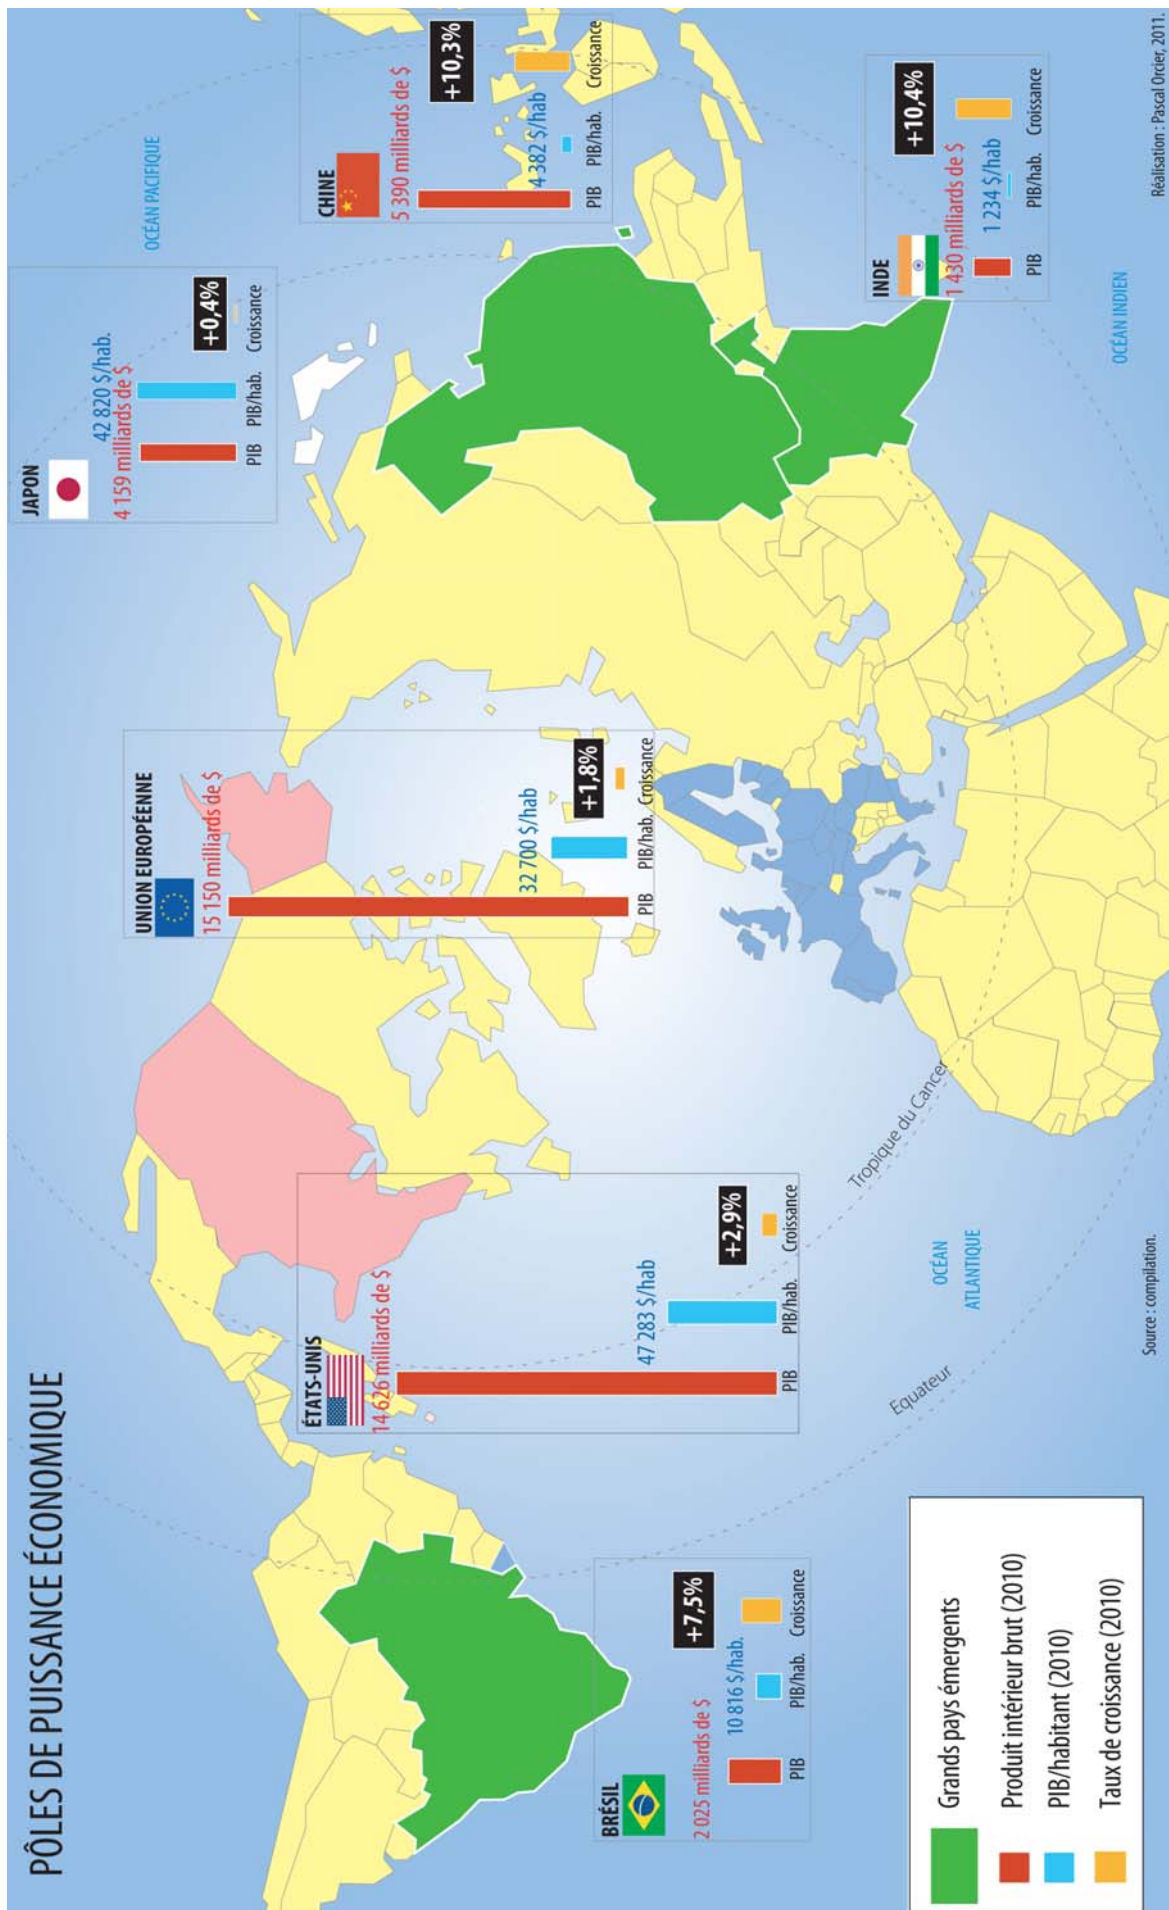 PÔLES DE PUISSANCE ÉCONOMIQUE
JAPON
42 820 $/hab.
4 159 milliards de $
+0,4%
PIB
PIB/hab.
Croissance
OCÉAN PACIFIQUE
UNION EUROPÉENNE
15 150 milliards de $
32 700 $/hab
+1,8%
PIB
PIB/hab.
Croissance
ÉTATS-UNIS
14 626 milliards de $
47 283 $/hab
+2,9%
PIB
PIB/hab.
Croissance
CHINE
5 390 milliards de $
+10,3%
4 382 $/hab
PIB
PIB/hab.
Croissance
BRÉSIL
2 025 milliards de $
+7,5%
10 816 $/hab.
PIB
PIB/hab.
Croissance
INDE
+10,4%
1 430 milliards de $
1 234 $/hab
PIB
PIB/hab.
Croissance
Tropique du Cancer
Equateur
OCÉAN
ATLANTIQUE
OCÉAN INDIEN
Grands pays émergents
Produit intérieur brut (2010)
PIB/habitant (2010)
Taux de croissance (2010)
Source : compilation.
Réalisation : Pascal Orcier, 2011.